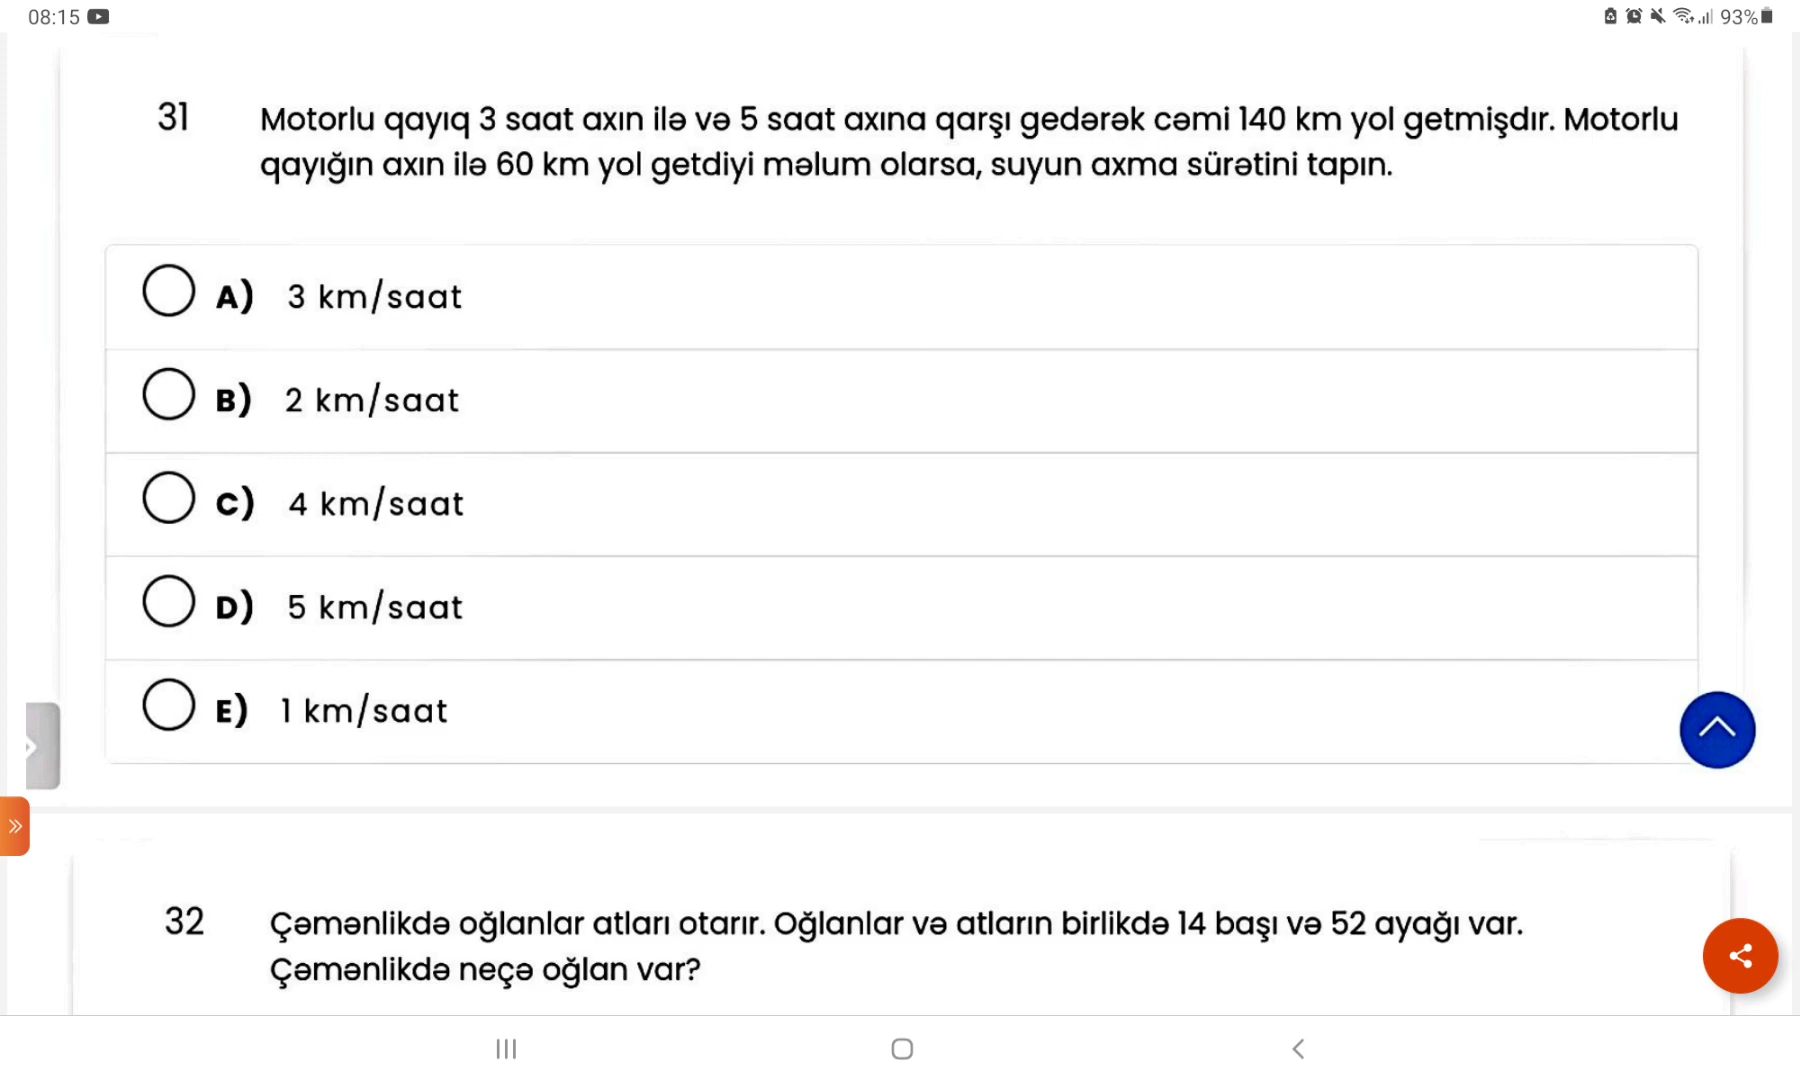 08:15
93%
31
Motorlu qayıq 3 saat axın ilə və 5 saat axına qarşı gedərək cəmi 140 km yol getmişdır. Motorlu
qayığın axın ilə 60 km yol getdiyi məlum olarsa, suyun axma sürətini tapın.
A) 3 km/saat
B) 2 km/saat
C) 4 km/saat
D) 5 km/saat
E) 1 km/saat
32
Çəmənlikdə oğlanlar atları otarır. Oğlanlar və atların birlikdə 14 başı və 52 ayağı var.
Çəmənlikdə neçə oğlan var?